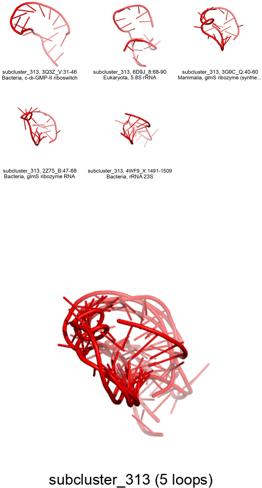 subcluster_313, 3Q3Z_V:31-46
Bacteria, c-di-GMP-II riboswitch
subcluster_313, 6D9J_8:68-90
Eukaryota, 5.8S rRNA
subcluster_313, 3G9C_Q:40-60
Mammalia, glmS ribozyme (synthe...
subcluster_313, 2Z75_B:47-68
Bacteria, glmS ribozyme RNA
subcluster_313, 4WF9_X:1491-1509
Bacteria, rRNA 23S
subcluster_313 (5 loops)